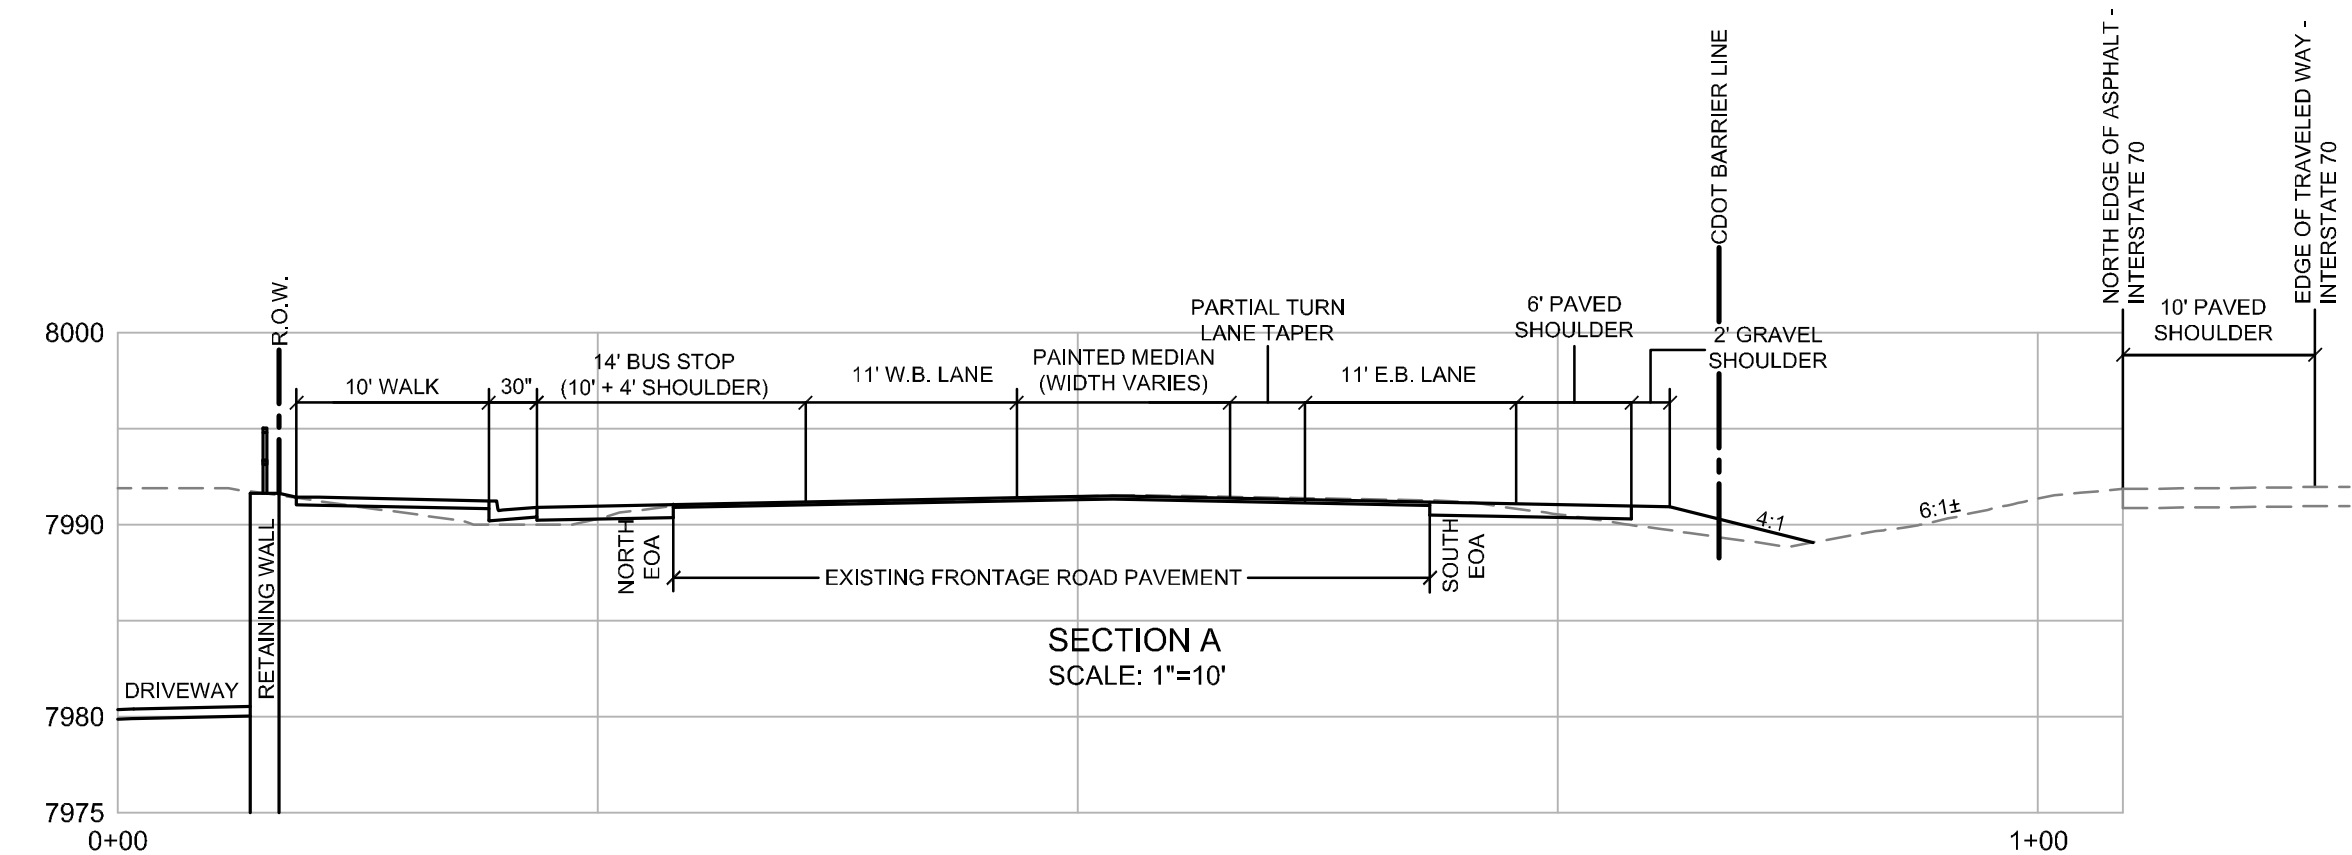 NORTH EDGE OF ASPHALT -
INTERSTATE 70
EDGE OF TRAVELED WAY -
INTERSTATE 70
CDOT BARRIER LINE
R.O.W.
8000
14' BUS STOP
(10' + 4' SHOULDER)
10' WALK
30"
11' W.B. LANE
PAINTED MEDIAN
(WIDTH VARIES)
PARTIAL TURN
LANE TAPER
11' E.B. LANE
6' PAVED
SHOULDER
2' GRAVEL
SHOULDER
10' PAVED
SHOULDER
7990
NORTH
EOA
EXISTING FRONTAGE ROAD PAVEMENT
SOUTH
EOA
4:1
6:1±
RETAINING WALL
SECTION A
SCALE: 1"=10'
DRIVEWAY
7980
7975
0+00
1+00